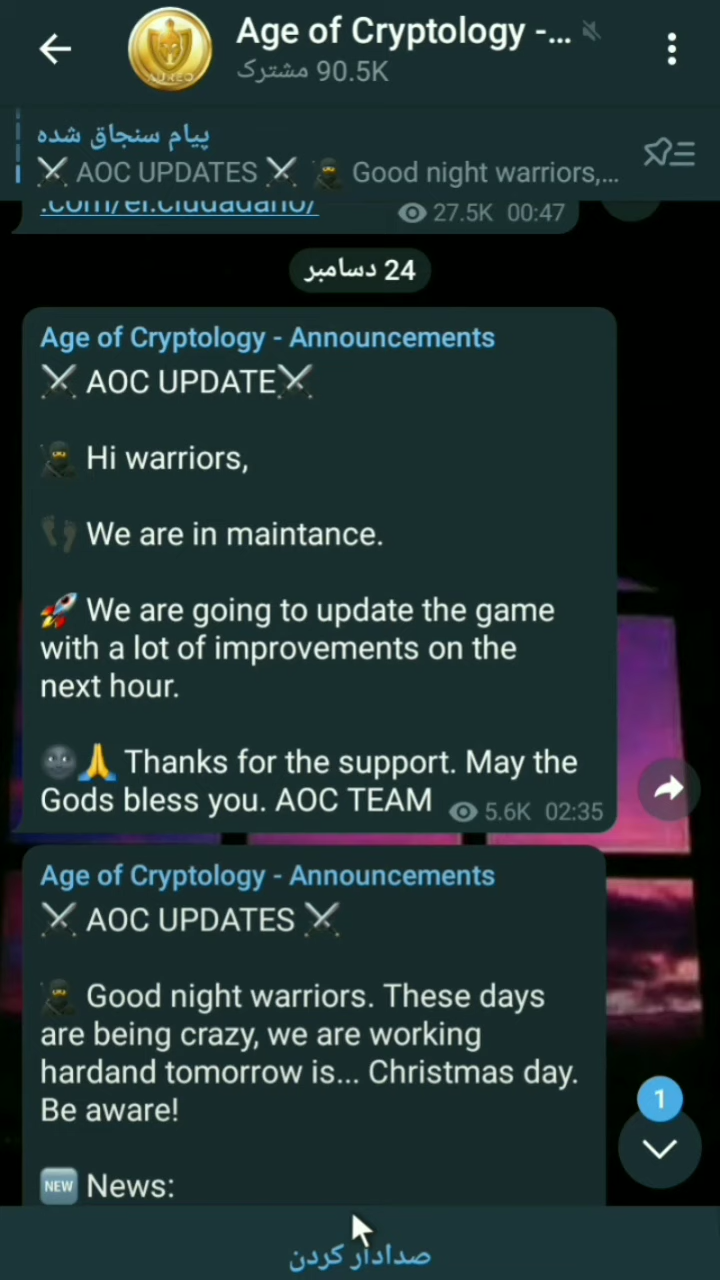 Age of Cryptology -...
90.5K مشترک
AUREO
پیام سنجاق شده
AOC UPDATES Good night warriors,...
.com/el.ciudadano/
27.5K 00:47
24 دسامبر
Age of Cryptology - Announcements
AOC UPDATE
Hi warriors,
We are in maintance.
We are going to update the game
with a lot of improvements on the
next hour.
Thanks for the support. May the
Gods bless you. AOC TEAM
5.6K 02:35
Age of Cryptology - Announcements
AOC UPDATES
Good night warriors. These days
are being crazy, we are working
hardand tomorrow is... Christmas day.
Be aware!
1
NEW News:
صدادار کردن